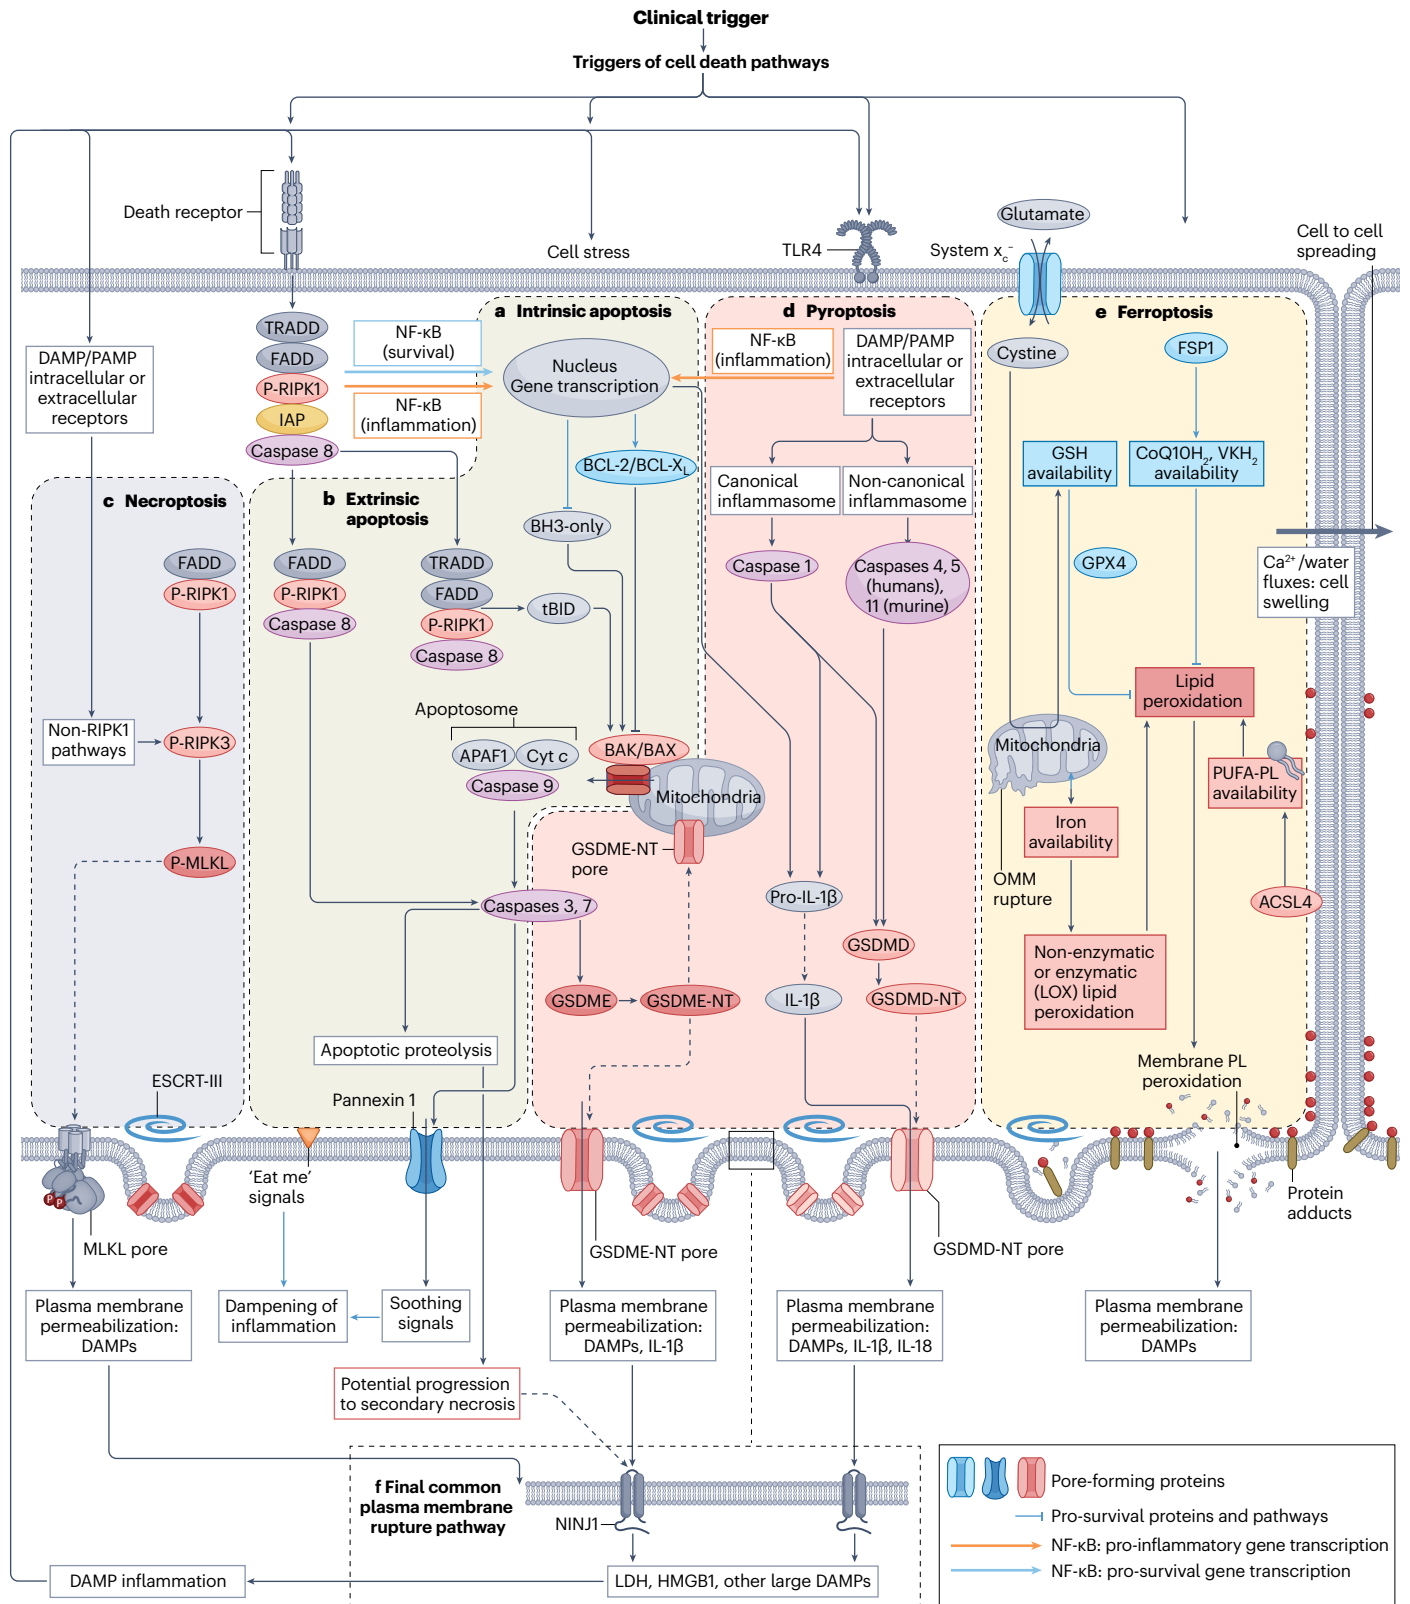 Clinical trigger
Triggers of cell death pathways
Death receptor
Cell stress
TLR4
Glutamate
System x꜀⁻
Cell to cell
spreading
TRADD
FADD
P-RIPK1
IAP
Caspase 8
NF-κB
(survival)
NF-κB
(inflammation)
a Intrinsic apoptosis
Nucleus
Gene transcription
BCL-2/BCL-X_L
BH3-only
d Pyroptosis
NF-κB
(inflammation)
DAMP/PAMP
intracellular or
extracellular
receptors
Canonical
inflammasome
Non-canonical
inflammasome
Caspase 1
Caspases 4, 5
(humans),
11 (murine)
e Ferroptosis
Cystine
FSP1
GSH
availability
CoQ10H₂, VKH₂
availability
GPX4
Ca²⁺/water
fluxes: cell
swelling
DAMP/PAMP
intracellular or
extracellular
receptors
c Necroptosis
FADD
P-RIPK1
Non-RIPK1
pathways
P-RIPK3
P-MLKL
ESCRT-III
b Extrinsic
apoptosis
FADD
P-RIPK1
Caspase 8
TRADD
FADD
P-RIPK1
Caspase 8
tBID
Apoptosome
APAF1
Cyt c
Caspase 9
BAK/BAX
Mitochondria
GSDME-NT
pore
Caspases 3, 7
GSDME
GSDME-NT
Apoptotic proteolysis
Pannexin 1
Pro-IL-1β
IL-1β
GSDMD
GSDMD-NT
Lipid
peroxidation
Mitochondria
PUFA-PL
availability
Iron
availability
OMM
rupture
ACSL4
Non-enzymatic
or enzymatic
(LOX) lipid
peroxidation
Membrane PL
peroxidation
P
P
MLKL pore
‘Eat me’
signals
GSDME-NT pore
GSDMD-NT pore
Protein
adducts
Plasma membrane
permeabilization:
DAMPs
Dampening of
inflammation
Soothing
signals
Plasma membrane
permeabilization:
DAMPs, IL-1β
Plasma membrane
permeabilization:
DAMPs, IL-1β, IL-18
Plasma membrane
permeabilization:
DAMPs
Potential progression
to secondary necrosis
f Final common
plasma membrane
rupture pathway
NINJ1
DAMP inflammation
LDH, HMGB1, other large DAMPs
Pore-forming proteins
Pro-survival proteins and pathways
NF-κB: pro-inflammatory gene transcription
NF-κB: pro-survival gene transcription